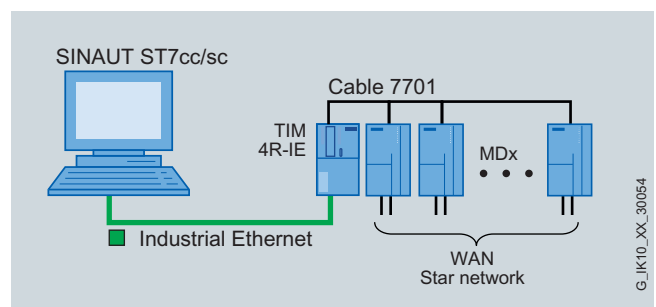 SINAUT ST7cc/sc
Cable 7701
TIM
4R-IE
MDx
Industrial Ethernet
WAN
Star network
G_IK10_XX_30054